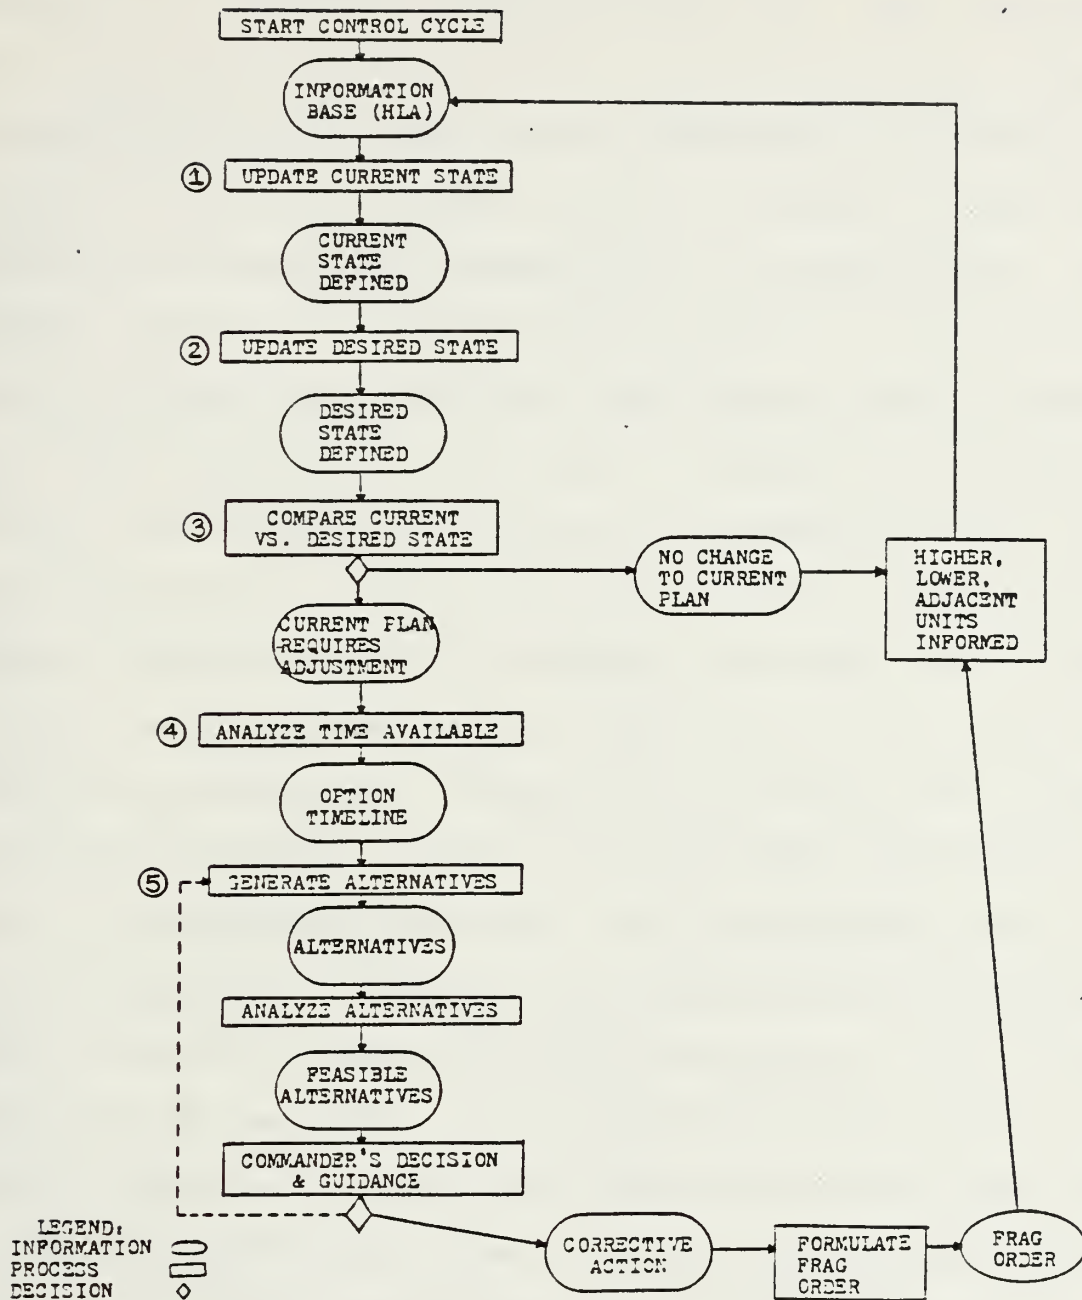 START CONTROL CYCLE
INFORMATION
BASE (HLA)
① UPDATE CURRENT STATE
CURRENT
STATE
DEFINED
② UPDATE DESIRED STATE
DESIRED
STATE
DEFINED
③ COMPARE CURRENT
VS. DESIRED STATE
NO CHANGE
TO CURRENT
PLAN
HIGHER,
LOWER,
ADJACENT
UNITS
INFORMED
CURRENT PLAN
REQUIRES
ADJUSTMENT
④ ANALYZE TIME AVAILABLE
OPTION
TIMELINE
⑤ GENERATE ALTERNATIVES
ALTERNATIVES
ANALYZE ALTERNATIVES
FEASIBLE
ALTERNATIVES
COMMANDER'S DECISION
& GUIDANCE
CORRECTIVE
ACTION
FORMULATE
FRAG
ORDER
FRAG
ORDER
LEGEND:
INFORMATION
PROCESS
DECISION